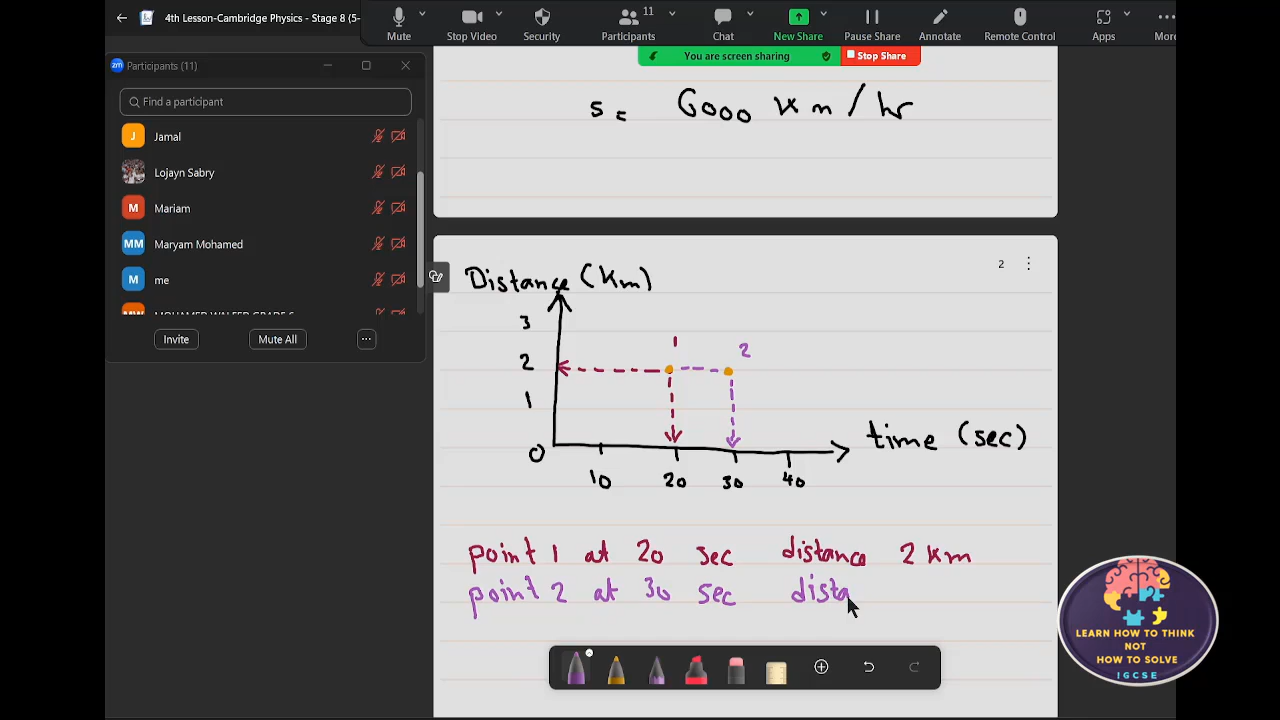 4th Lesson-Cambridge Physics - Stage 8 (5-
Mute
Stop Video
Security
11
Participants
Chat
New Share
Pause Share
Annotate
Remote Control
Apps
More
You are screen sharing
Stop Share
zm Participants (11)
Find a participant
J Jamal
Lojayn Sabry
M Mariam
MM Maryam Mohamed
M me
Invite
Mute All
...
s = 6000 Km / hr
2
Distance (Km)
3
2
1
0
1
2
10 20 30 40
time (sec)
point 1 at 20 sec distance 2 Km
point 2 at 30 sec dista
LEARN HOW TO THINK
NOT
HOW TO SOLVE
!GCSE